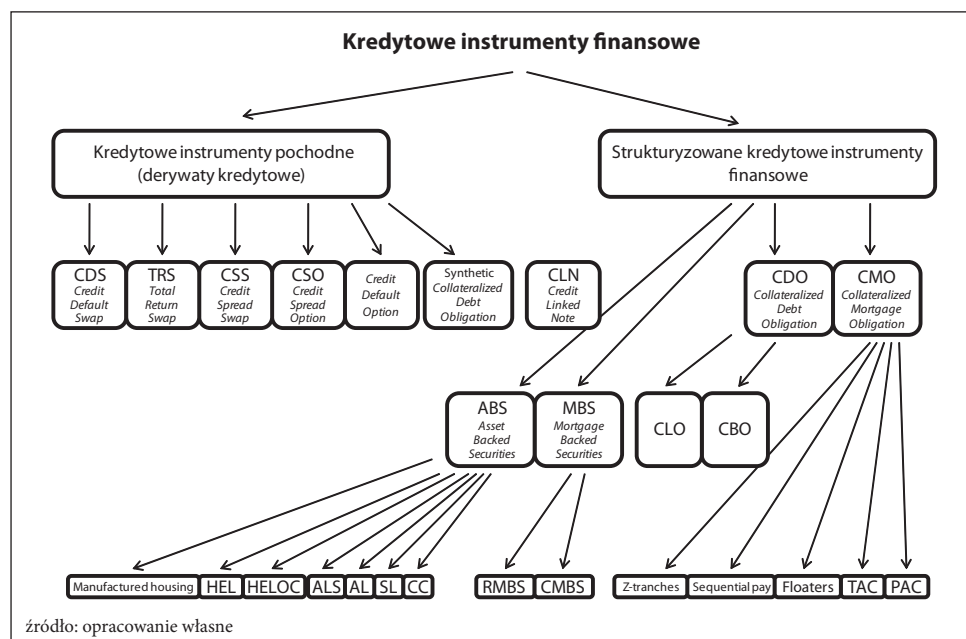 Kredytowe instrumenty finansowe
Kredytowe instrumenty pochodne
(derywaty kredytowe)
Strukturyzowane kredytowe instrumenty
finansowe
CDS
Credit
Default
Swap
TRS
Total
Return
Swap
CSS
Credit
Spread
Swap
CSO
Credit
Spread
Option
Credit
Default
Option
Synthetic
Collateralized
Debt
Obligation
CLN
Credit
Linked
Note
CDO
Collateralized
Debt
Obligation
CMO
Collateralized
Mortgage
Obligation
ABS
Asset
Backed
Securities
MBS
Mortgage
Backed
Securities
CLO
CBO
Manufactured housing
HEL
HELOC
ALS
AL
SL
CC
RMBS
CMBS
Z-tranches
Sequential pay
Floaters
TAC
PAC
źródło: opracowanie własne